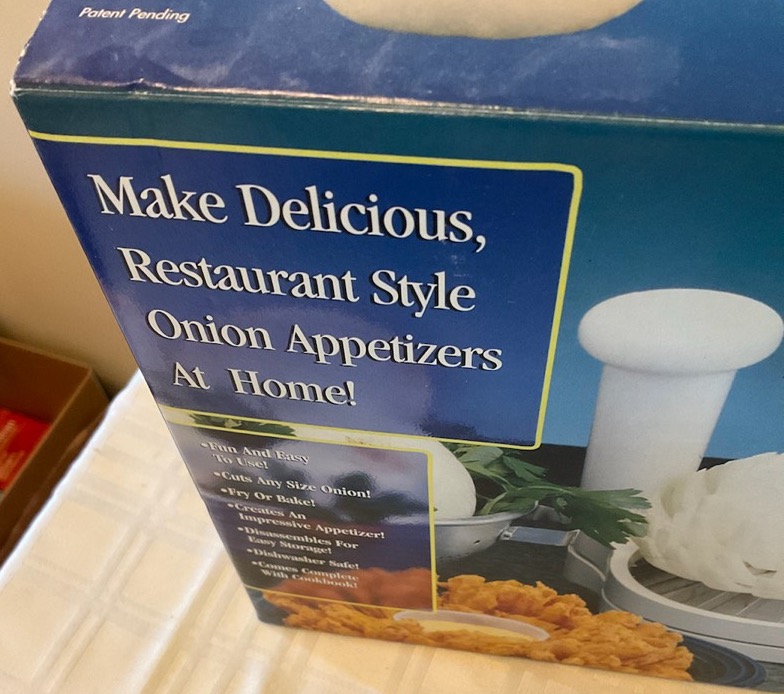 Patent Pending
Make Delicious,
Restaurant Style
Onion Appetizers
At Home!
•Fun And Easy
To Use!
•Cuts Any Size Onion!
•Fry Or Bake!
•Creates An
Impressive Appetizer!
•Disassembles For
Easy Storage!
•Dishwasher Safe!
•Comes Complete
With Cookbook!